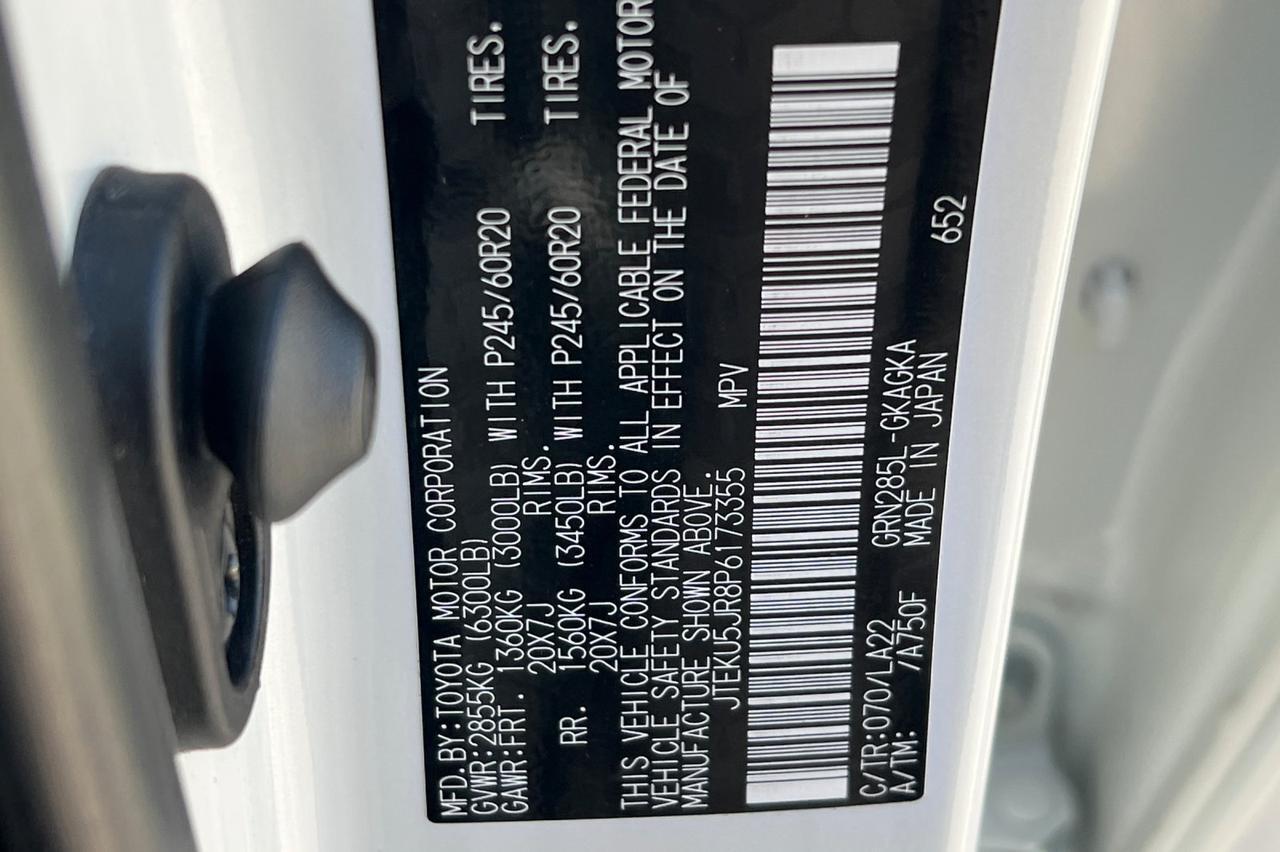 MFD.BY:TOYOTA MOTOR CORPORATION
GVWR:2855KG (6300LB)
GAWR:FRT. 1360KG (3000LB) WITH P245/60R20 TIRES.
20X7J RIMS.
RR. 1560KG (3450LB) WITH P245/60R20 TIRES.
20X7J RIMS.
THIS VEHICLE CONFORMS TO ALL APPLICABLE FEDERAL MOTOR
VEHICLE SAFETY STANDARDS IN EFFECT ON THE DATE OF
MANUFACTURE SHOWN ABOVE.
JTEKU5JR8P6173355 MPV
C/TR:070/LA22 GRN285L-GKAGKA
A/TM: /A750F MADE IN JAPAN 652